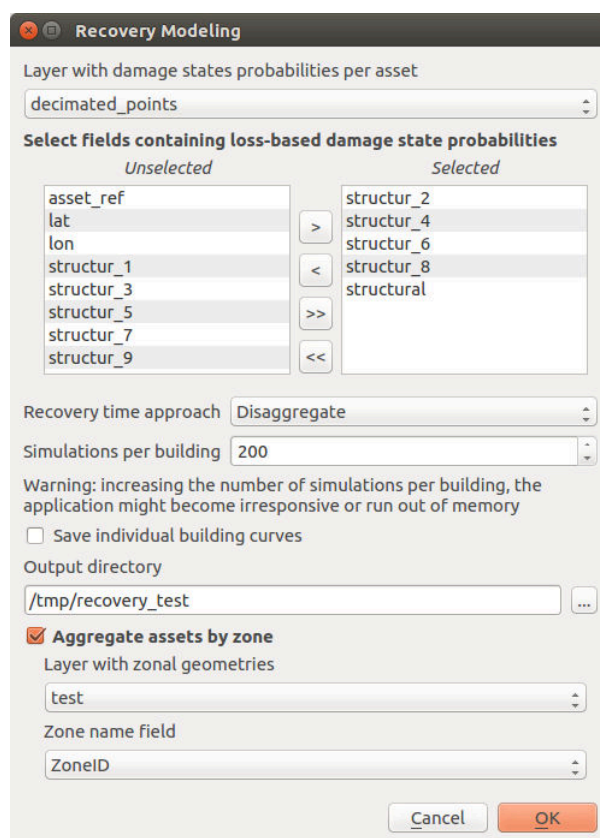 Recovery Modeling
Layer with damage states probabilities per asset
decimated_points
Select fields containing loss-based damage state probabilities
Unselected
Selected
asset_ref
lat
lon
structur_1
structur_3
structur_5
structur_7
structur_9
>
<
>>
<<
structur_2
structur_4
structur_6
structur_8
structural
Recovery time approach Disaggregate
Simulations per building 200
Warning: increasing the number of simulations per building, the
application might become irresponsive or run out of memory
Save individual building curves
Output directory
/tmp/recovery_test
...
Aggregate assets by zone
Layer with zonal geometries
test
Zone name field
ZoneID
Cancel OK